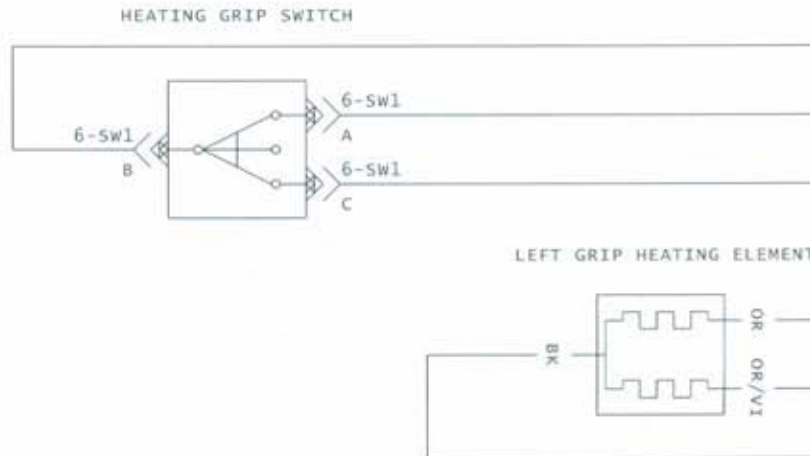 HEATING GRIP SWITCH
6-SW1
A
6-SW1
B
6-SW1
C
LEFT GRIP HEATING ELEMENT
OR
BK
OR/VI